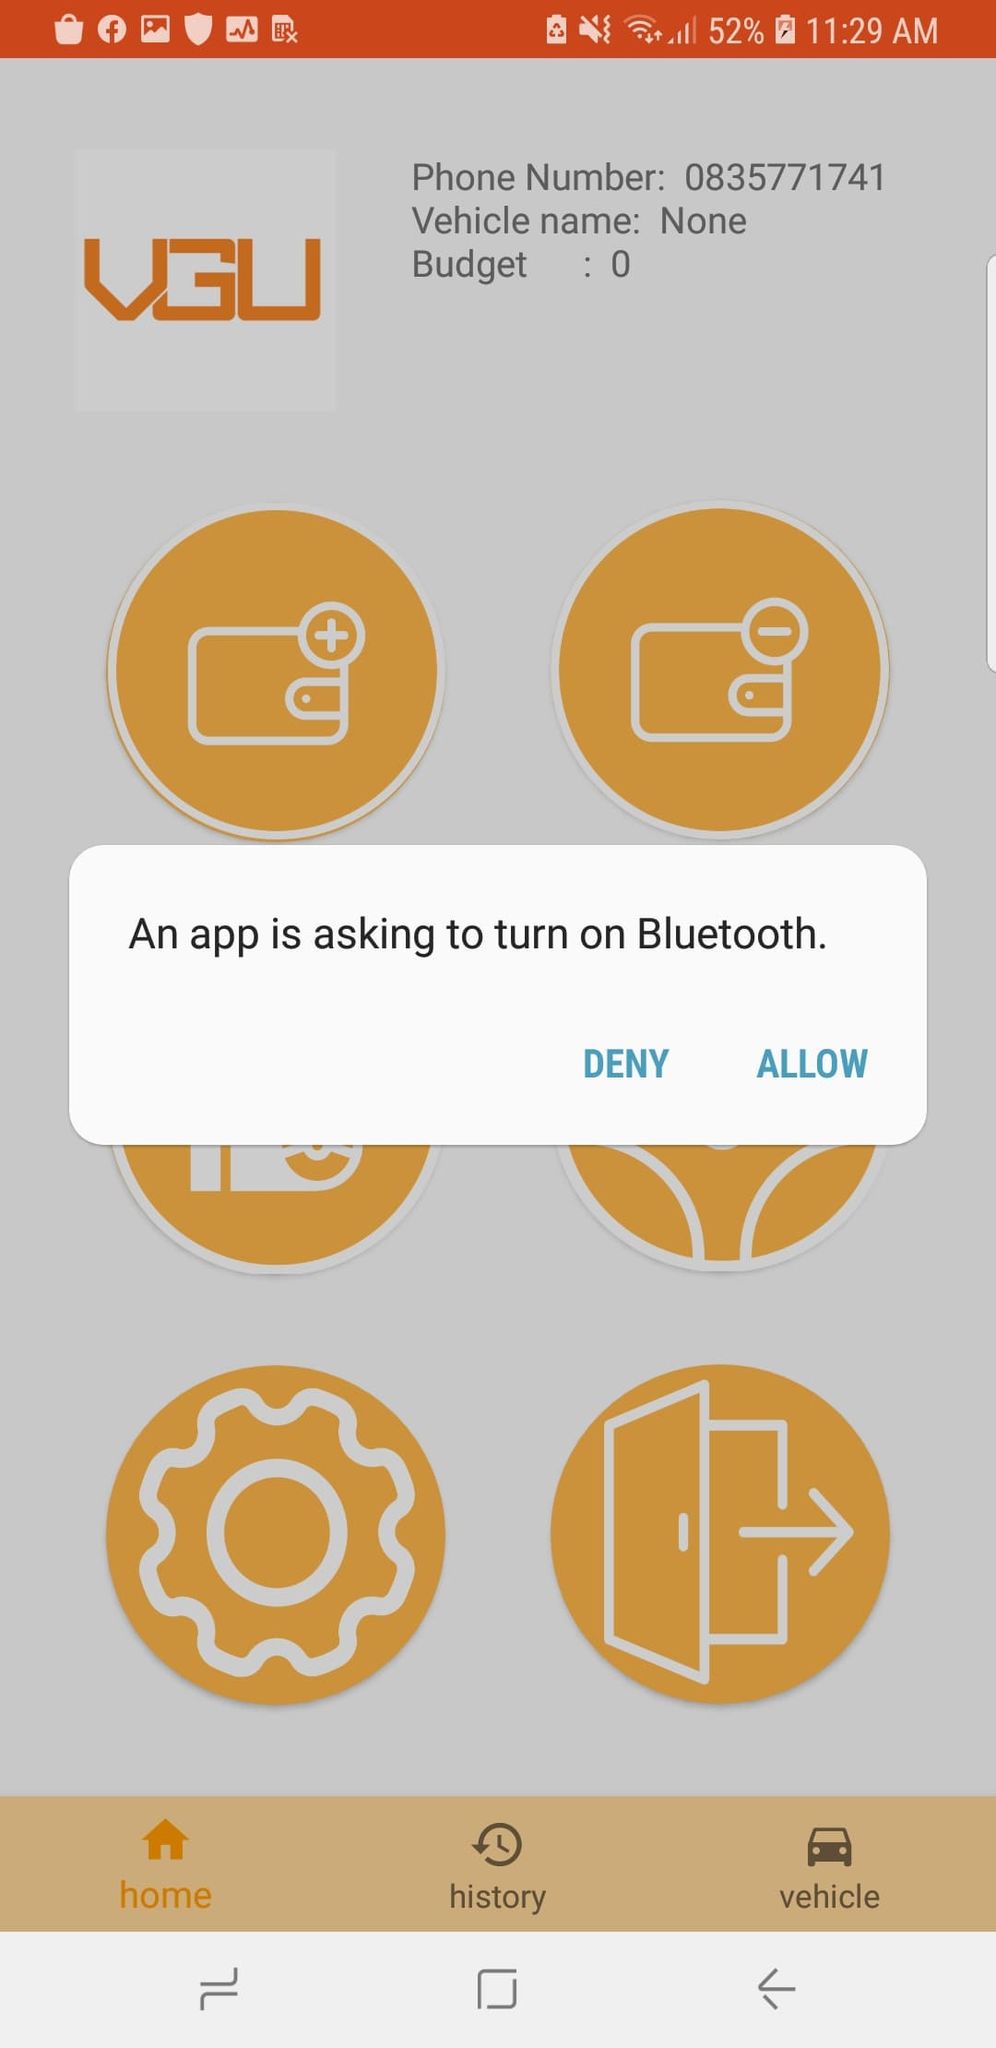 52% 11:29 AM
VGU
Phone Number: 0835771741
Vehicle name: None
Budget : 0
An app is asking to turn on Bluetooth.
DENY ALLOW
home history vehicle